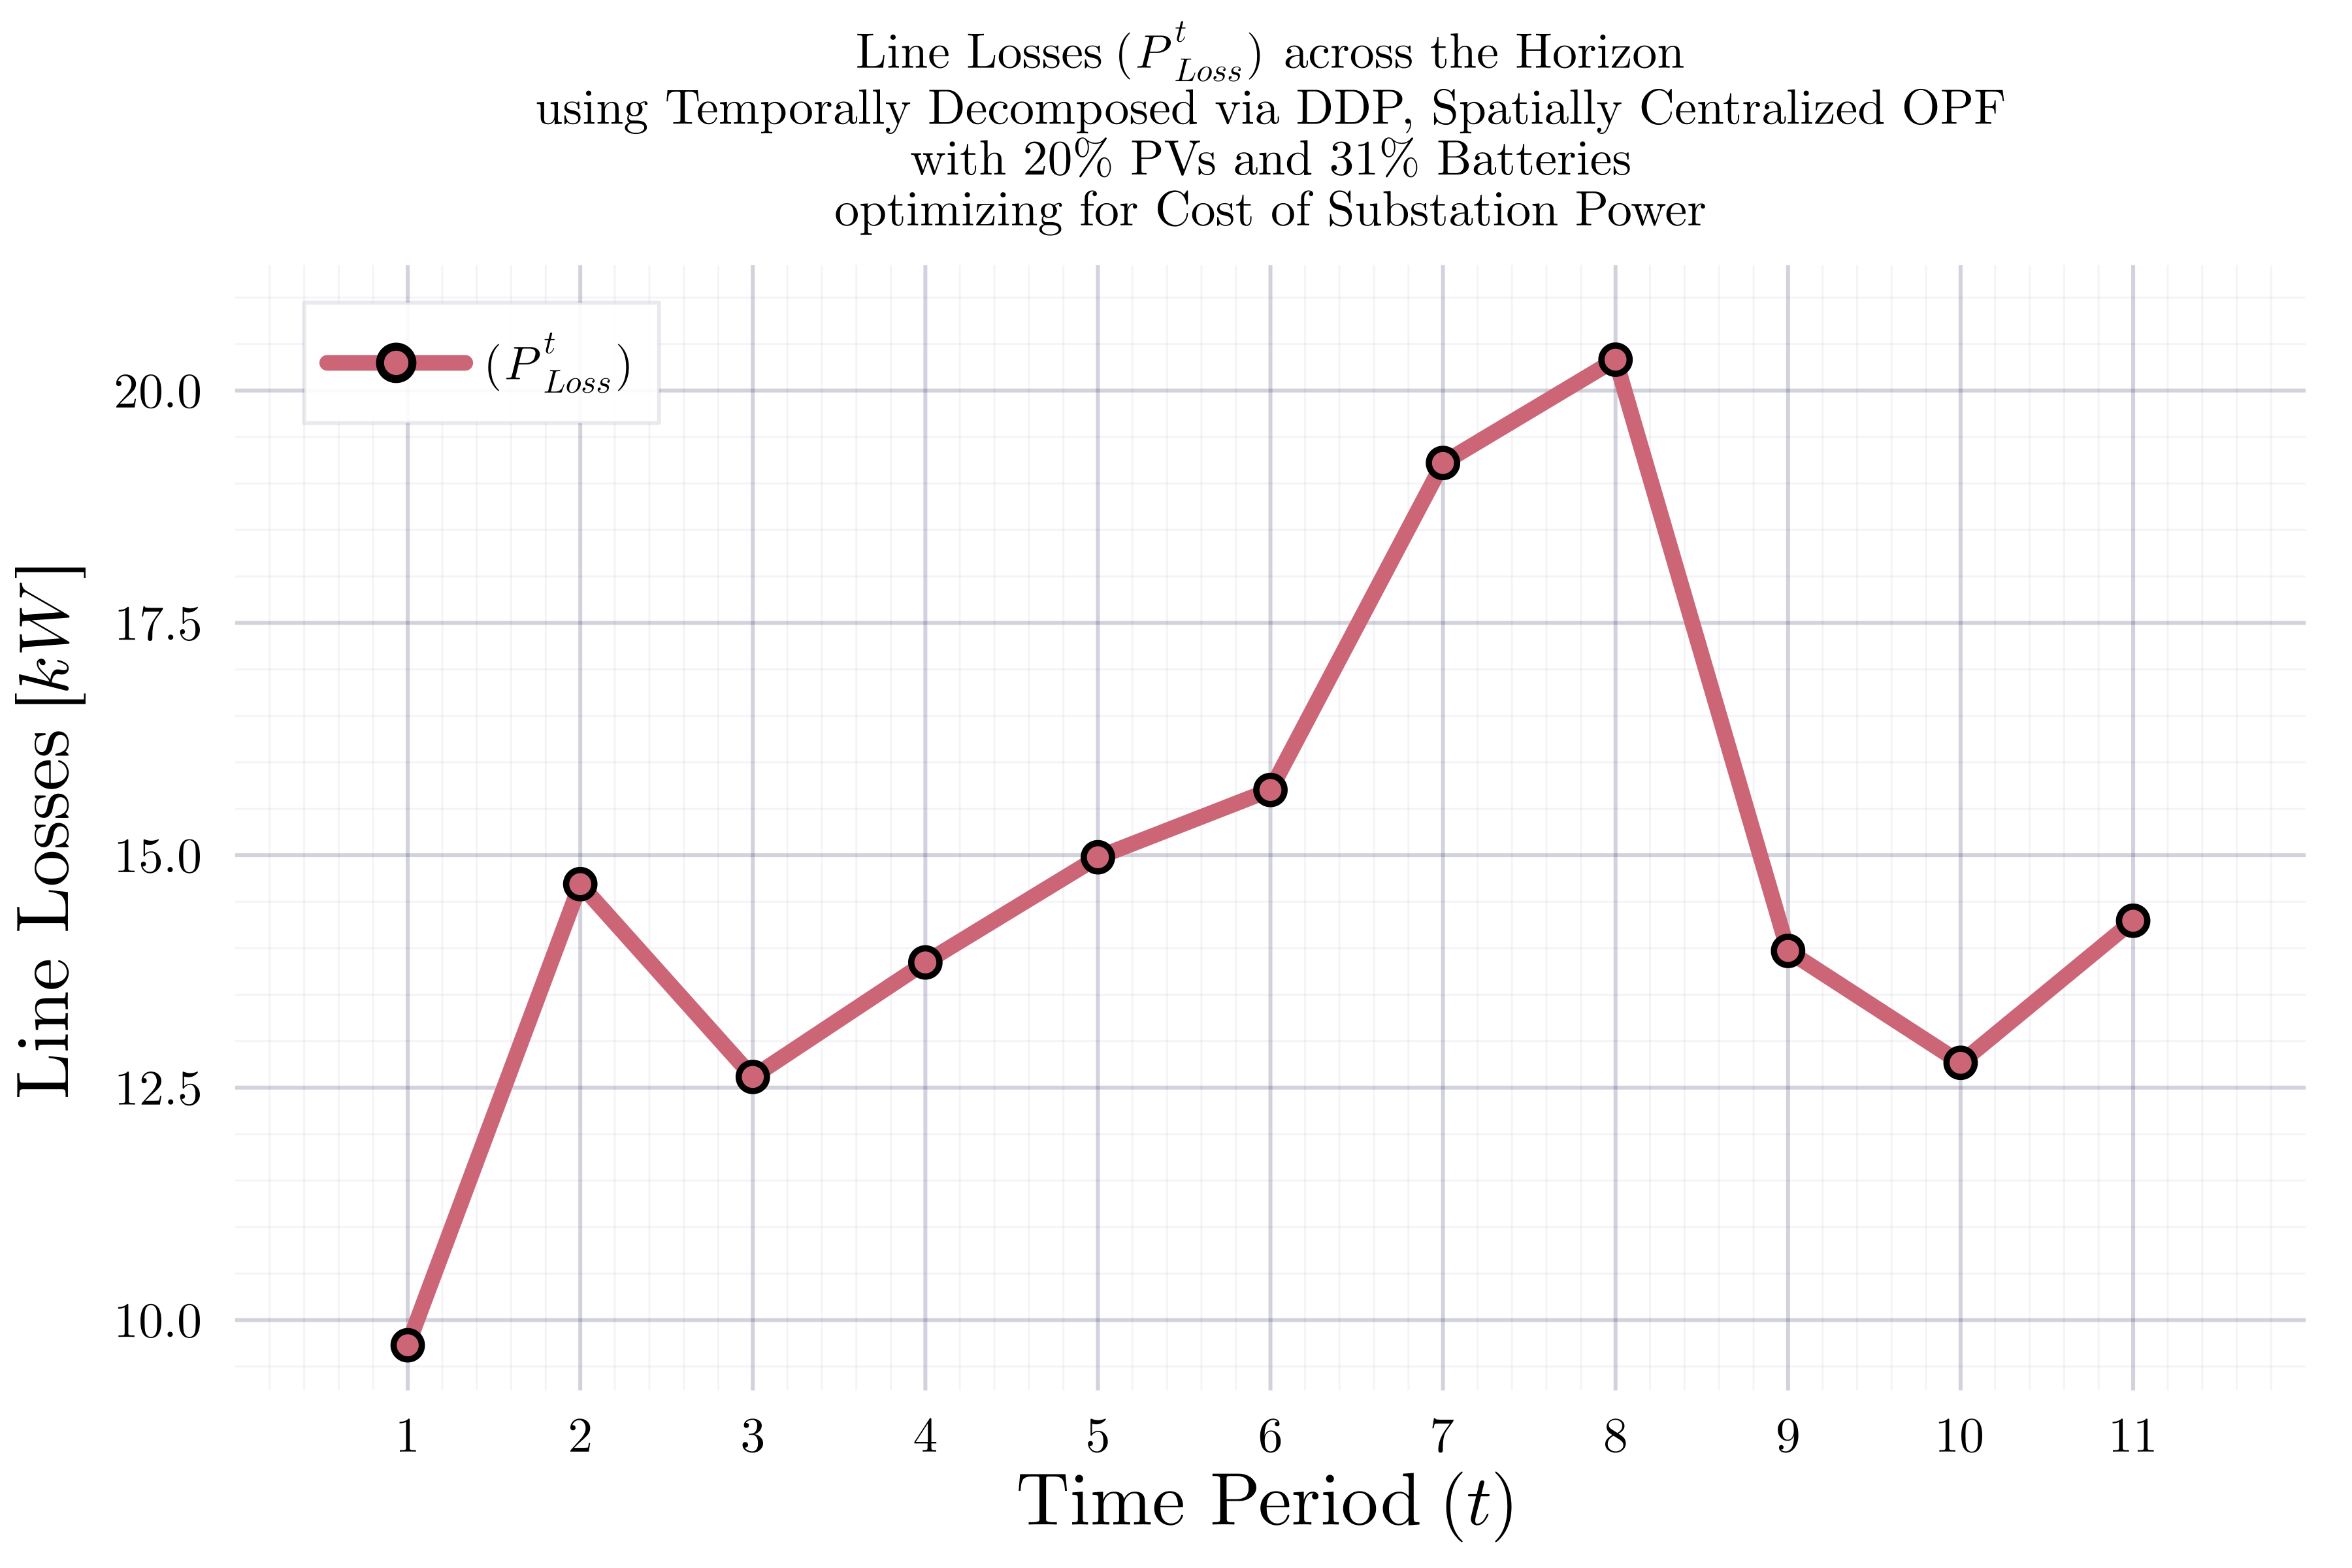 Line Losses (P^t_Loss) across the Horizon
using Temporally Decomposed via DDP, Spatially Centralized OPF
with 20% PVs and 31% Batteries
optimizing for Cost of Substation Power
(P^t_Loss)
Line Losses [kW]
20.0
17.5
15.0
12.5
10.0
1 2 3 4 5 6 7 8 9 10 11
Time Period (t)